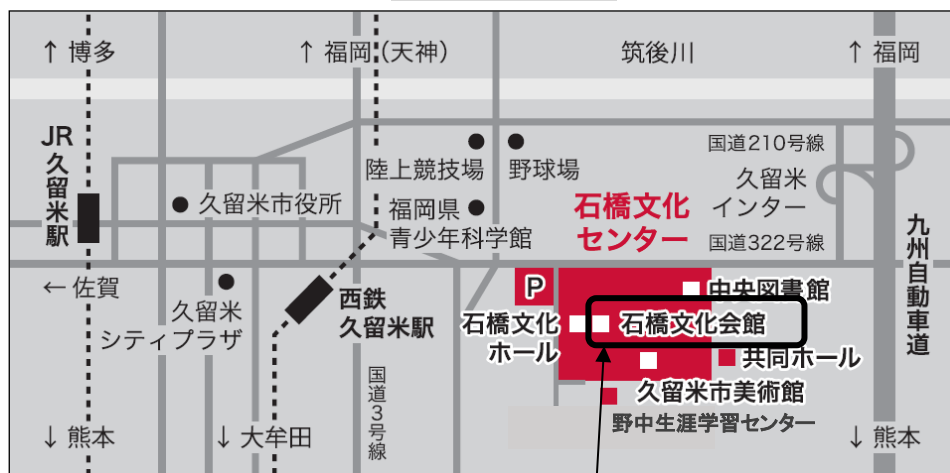 ↑ 博多
↑ 福岡(天神)
筑後川
↑ 福岡
JR
久留米駅
陸上競技場
野球場
国道210号線
久留米
インター
久留米市役所
福岡県
青少年科学館
石橋文化
センター
国道322号線
九州自動車道
← 佐賀
久留米
シティプラザ
西鉄
久留米駅
P
中央図書館
石橋文化
ホール
石橋文化会館
共同ホール
久留米市美術館
野中生涯学習センター
国道3号線
↓ 熊本
↓ 大牟田
↓ 熊本